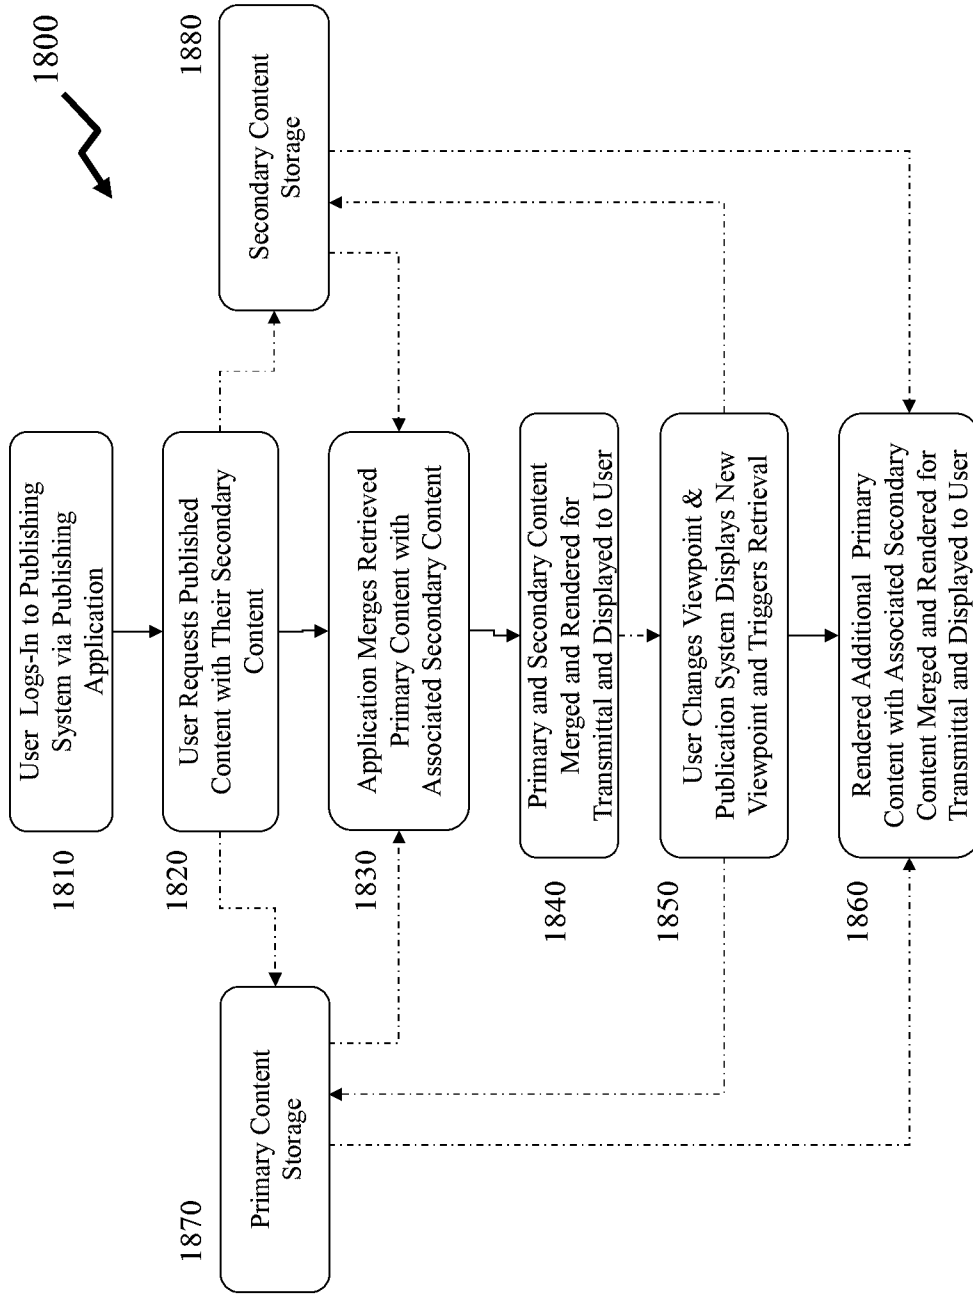 1800
1810
User Logs-In to Publishing
System via Publishing
Application
1820
User Requests Published
Content with Their Secondary
Content
1870
Primary Content
Storage
1880
Secondary Content
Storage
1830
Application Merges Retrieved
Primary Content with
Associated Secondary Content
1840
Primary and Secondary Content
Merged and Rendered for
Transmittal and Displayed to User
1850
User Changes Viewpoint &
Publication System Displays New
Viewpoint and Triggers Retrieval
1860
Rendered Additional Primary
Content with Associated Secondary
Content Merged and Rendered for
Transmittal and Displayed to User